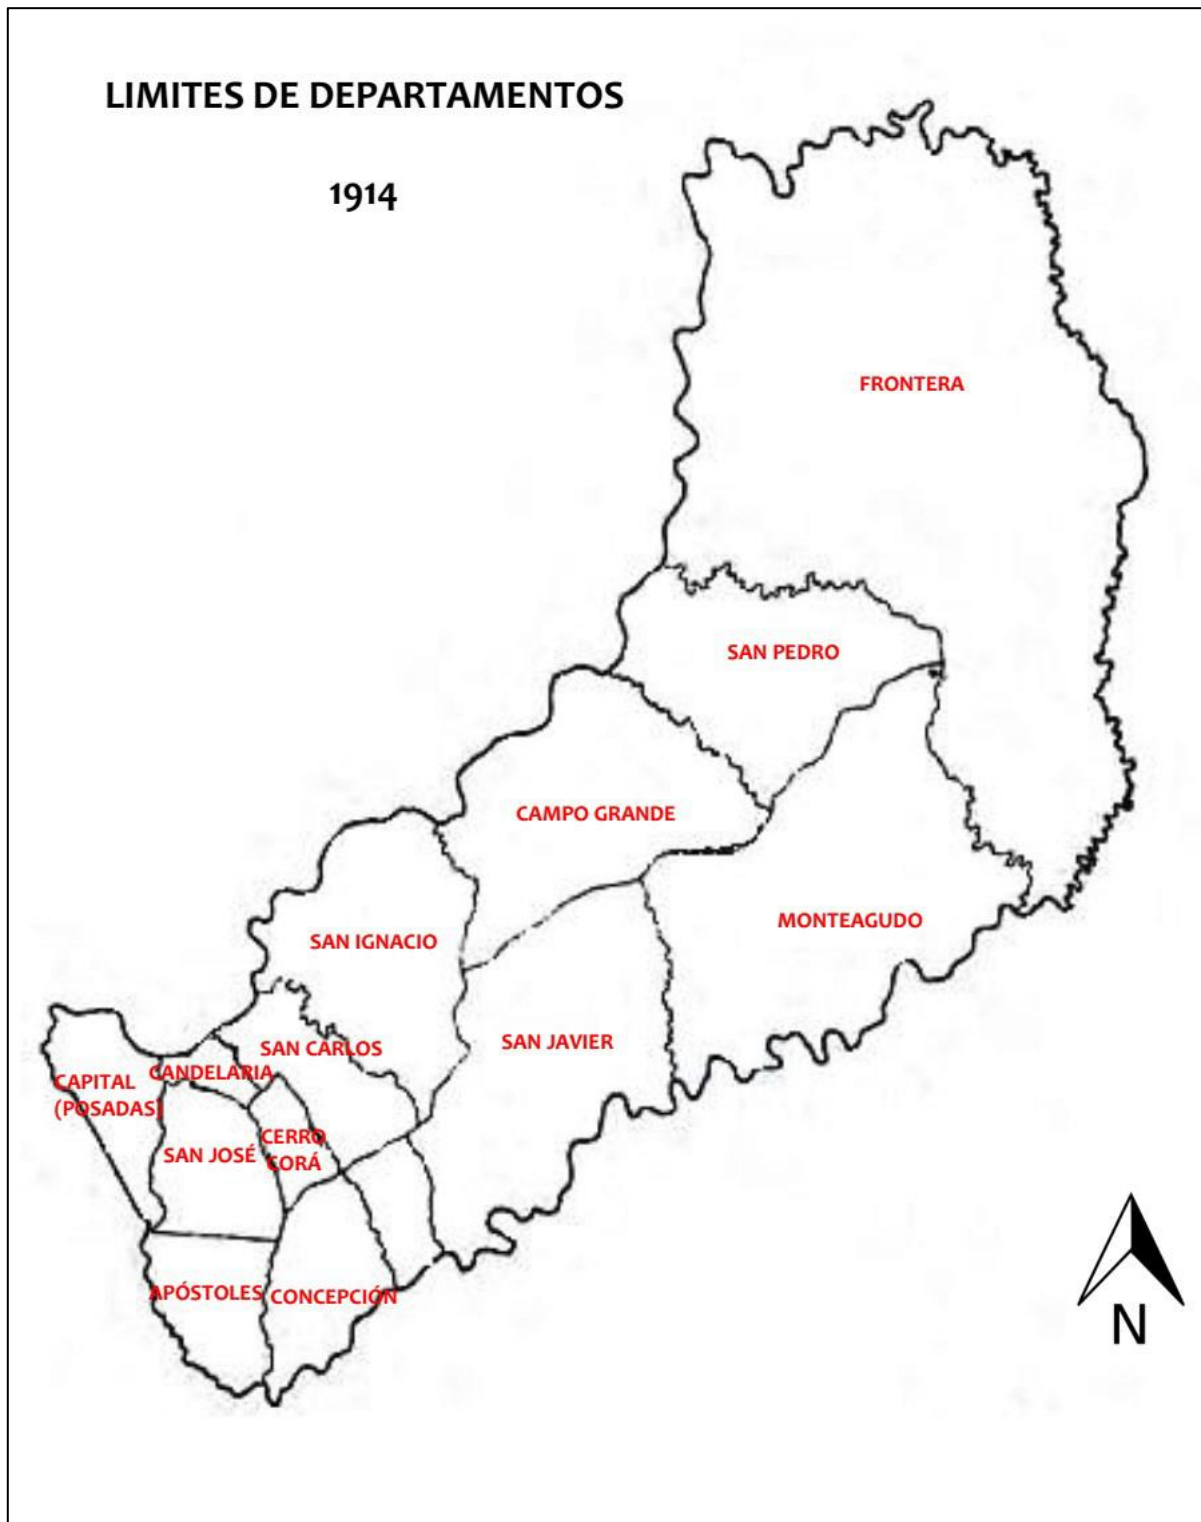 LIMITES DE DEPARTAMENTOS
1914
FRONTERA
SAN PEDRO
CAMPO GRANDE
MONTEAGUDO
SAN IGNACIO
SAN JAVIER
SAN CARLOS
CANDELARIA
CAPITAL
(POSADAS)
CERRO
CORÁ
SAN JOSÉ
APÓSTOLES
CONCEPCIÓN
N